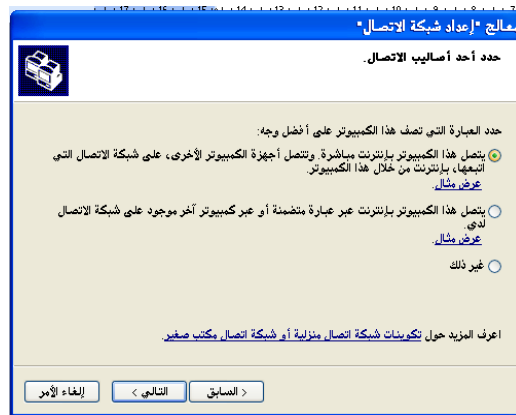 معالج "إعداد شبكة الاتصال"
حدد أحد أساليب الاتصال.
حدد العبارة التي تصف هذا الكمبيوتر على أفضل وجه:
يتصل هذا الكمبيوتر بإنترنت مباشرة. وتتصل أجهزة الكمبيوتر الأخرى، على شبكة الاتصال التي
اتبعها، بإنترنت من خلال هذا الكمبيوتر.
عرض مثال.
يتصل هذا الكمبيوتر بإنترنت عبر عبارة متضمنة أو عبر كمبيوتر آخر موجود على شبكة الاتصال
لدي.
عرض مثال.
غير ذلك
اعرف المزيد حول تكوينات شبكة اتصال منزلية أو شبكة اتصال مكتب صغير.
< السابق
التالي >
إلغاء الأمر